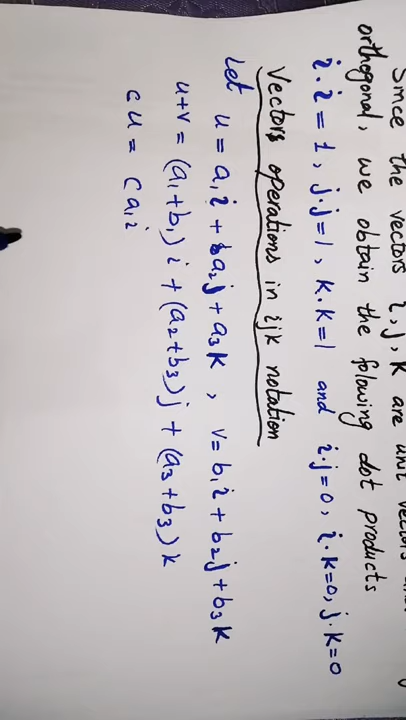 Since the vectors i, j, k are unit vectors
orthogonal, we obtain the folowing dot products
i·i = 1, j·j=1, k·k=1 and i·j=0, i·k=0, j·k=0
Vectors operations in ijk notation
Let u = a₁i + a₂j + a₃k, v = b₁i + b₂j + b₃k
u+v = (a₁+b₁)i + (a₂+b₃)j + (a₃+b₃)k
cu = ca₁i